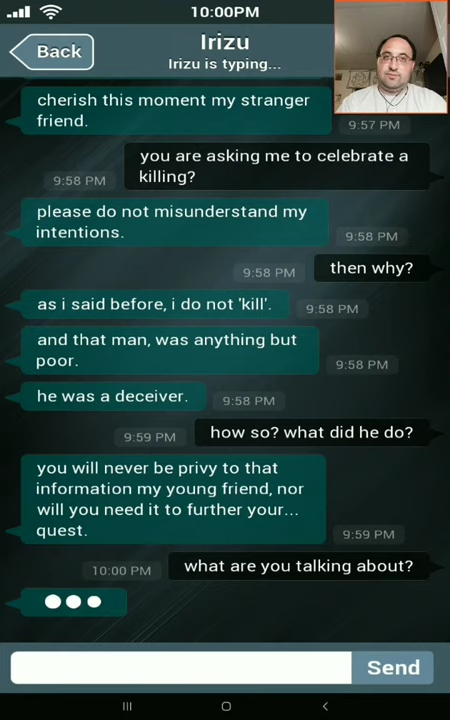 10:00PM
Back
Irizu
Irizu is typing...
cherish this moment my stranger
friend.
9:57 PM
you are asking me to celebrate a
killing?
9:58 PM
please do not misunderstand my
intentions.
9:58 PM
then why?
9:58 PM
as i said before, i do not 'kill'.
9:58 PM
and that man, was anything but
poor.
9:58 PM
he was a deceiver.
9:58 PM
how so? what did he do?
9:59 PM
you will never be privy to that
information my young friend, nor
will you need it to further your...
quest.
9:59 PM
what are you talking about?
10:00 PM
Send